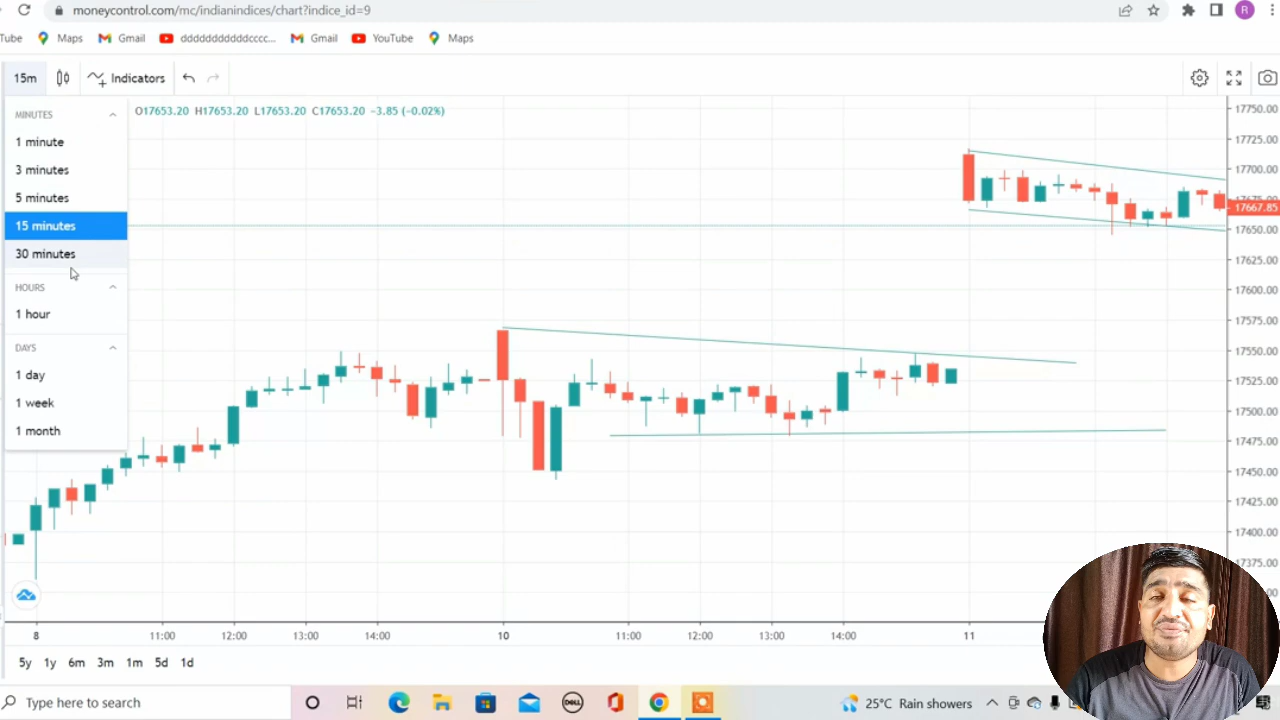 moneycontrol.com/mc/indianindices/chart?indice_id=9
R
Tube Maps Gmail dddddddddddcccc... Gmail YouTube Maps
15m Indicators
MINUTES
1 minute
3 minutes
5 minutes
15 minutes
30 minutes
HOURS
1 hour
DAYS
1 day
1 week
1 month
O17653.20 H17653.20 L17653.20 C17653.20 −3.85 (−0.02%)
17750.00
17725.00
17700.00
17667.85
17650.00
17625.00
17600.00
17575.00
17550.00
17525.00
17500.00
17475.00
17450.00
17425.00
17400.00
17375.00
8 11:00 12:00 13:00 14:00 10 11:00 12:00 13:00 14:00 11
5y 1y 6m 3m 1m 5d 1d
Type here to search
DELL
25°C Rain showers